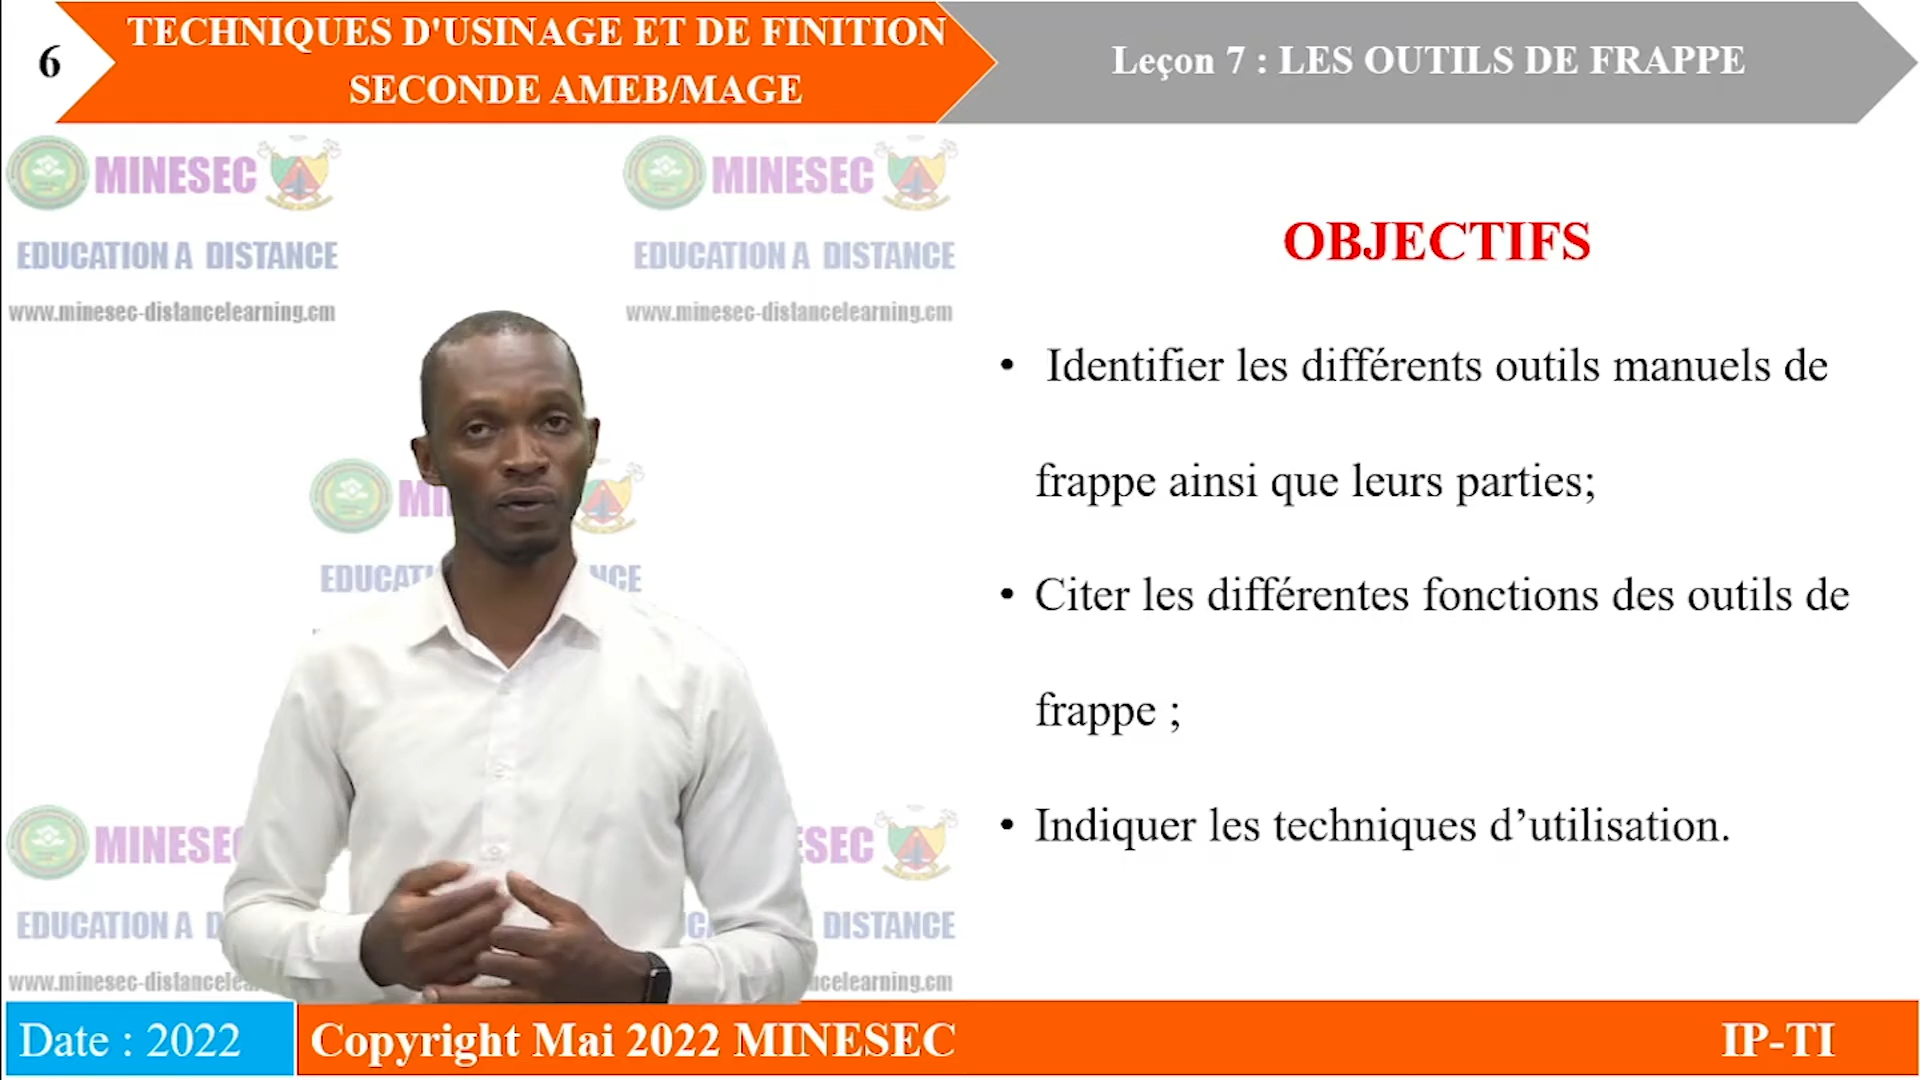 6
TECHNIQUES D'USINAGE ET DE FINITION
SECONDE AMEB/MAGE
Leçon 7 : LES OUTILS DE FRAPPE
MINESEC
EDUCATION A DISTANCE
www.minesec-distancelearning.cm
MINESEC
EDUCATION A DISTANCE
www.minesec-distancelearning.cm
OBJECTIFS
• Identifier les différents outils manuels de
frappe ainsi que leurs parties;
• Citer les différentes fonctions des outils de
frappe ;
• Indiquer les techniques d’utilisation.
MINESEC
EDUCATION A D
DISTANCE
Date : 2022
Copyright Mai 2022 MINESEC
IP-TI